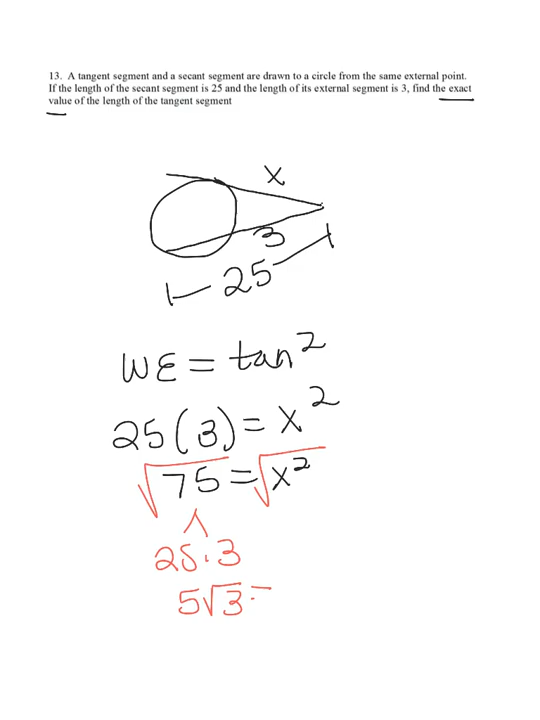 13. A tangent segment and a secant segment are drawn to a circle from the same external point.
If the length of the secant segment is 25 and the length of its external segment is 3, find the exact
value of the length of the tangent segment
x
3
25
WE = tan²
25(3) = x²
√75 = √x²
25·3
5√3 =